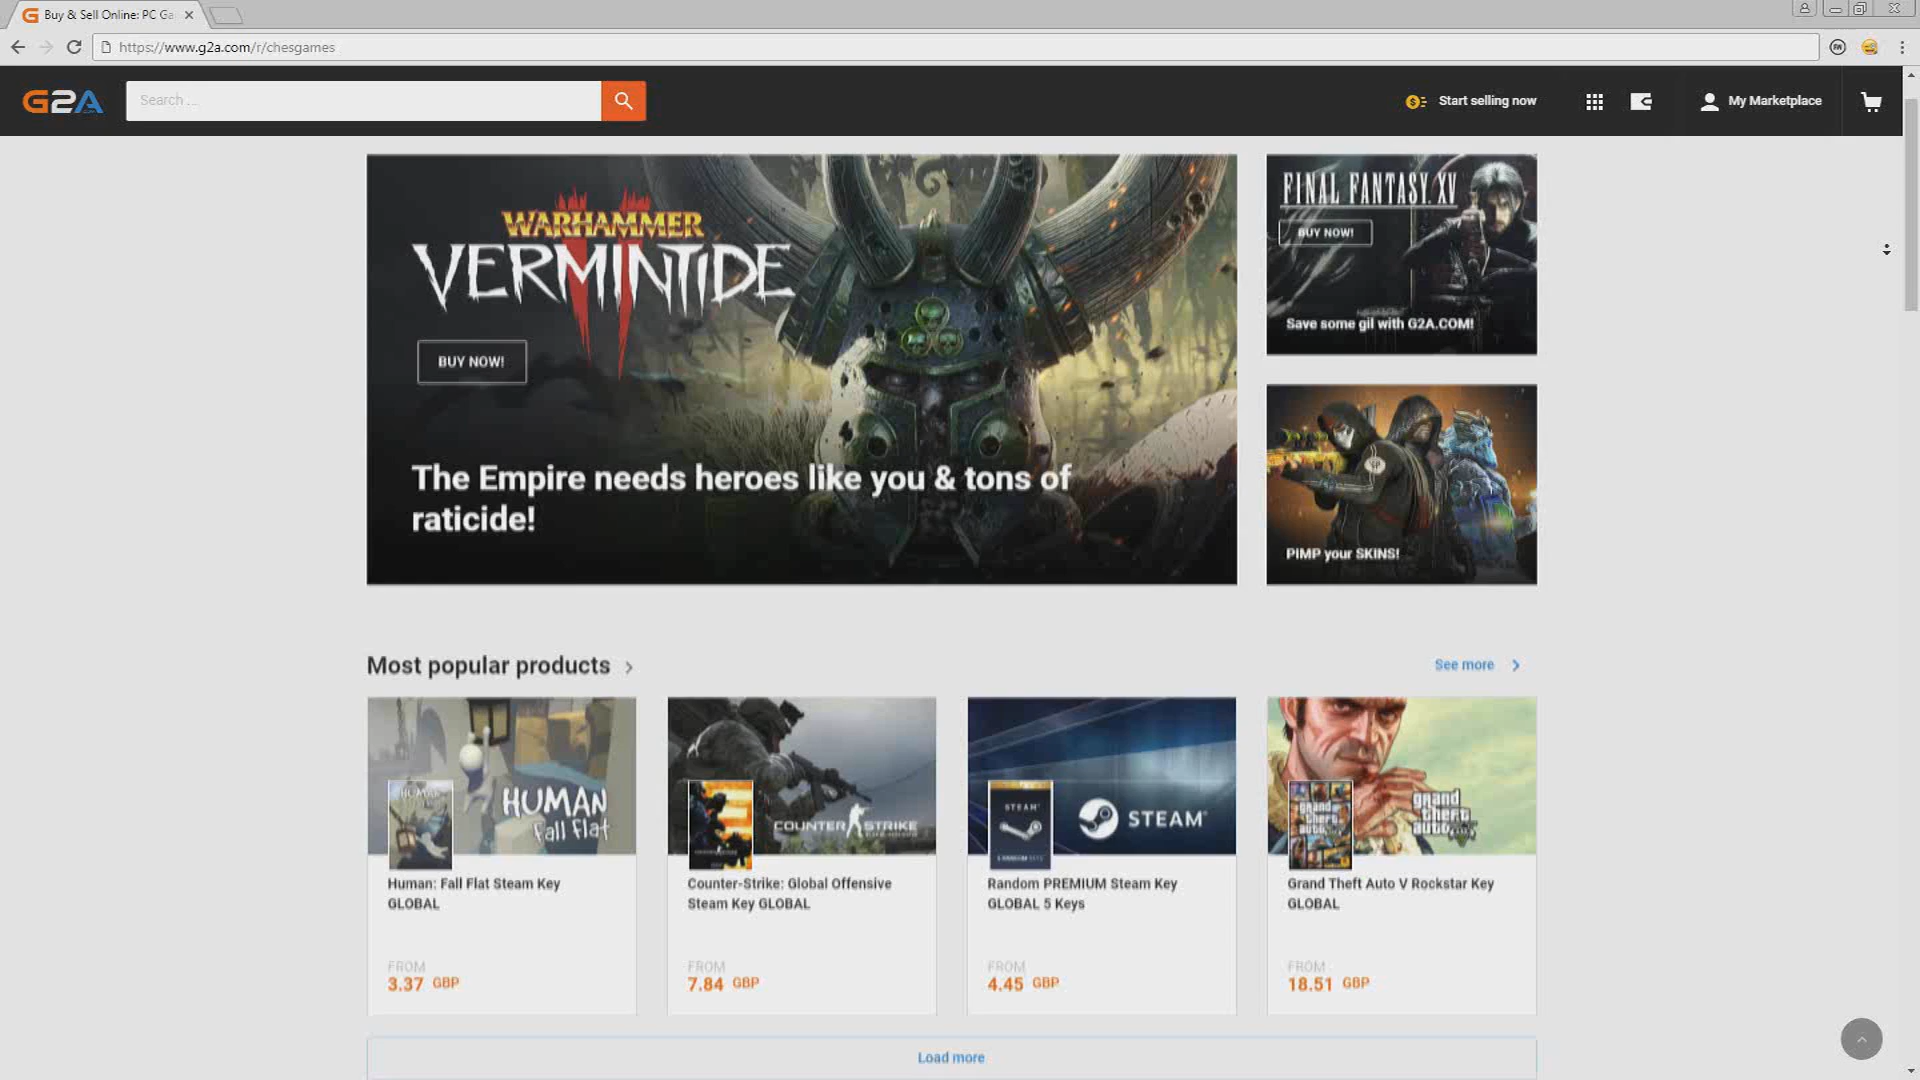 Buy & Sell Online: PC Ga
https://www.g2a.com/r/chesgames
G2A
Search ...
Start selling now
My Marketplace
WARHAMMER
VERMINTIDE
II
BUY NOW!
The Empire needs heroes like you & tons of
raticide!
FINAL FANTASY XV
BUY NOW!
Save some gil with G2A.COM!
PIMP your SKINS!
Most popular products
See more
HUMAN
HUMAN
Fall Flat
COUNTER STRIKE
STEAM
STEAM
grand
theft
auto
V
grand
theft
auto
Human: Fall Flat Steam Key
GLOBAL
FROM
3.37 GBP
Counter-Strike: Global Offensive
Steam Key GLOBAL
FROM
7.84 GBP
Random PREMIUM Steam Key
GLOBAL 5 Keys
FROM
4.45 GBP
Grand Theft Auto V Rockstar Key
GLOBAL
FROM
18.51 GBP
Load more